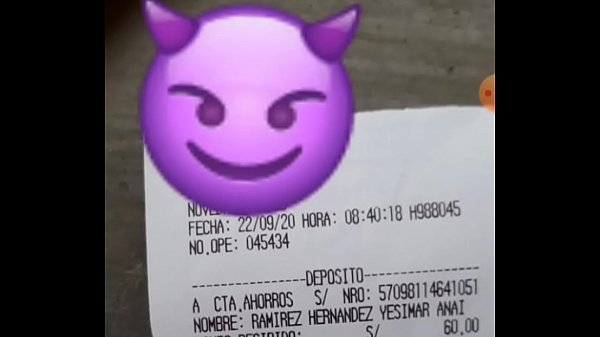 FECHA: 22/09/20 HORA: 08:40:18 H988045
NO.OPE: 045434
----------------DEPOSITO----------------
A CTA.AHORROS S/ NRO: 57098114641051
NOMBRE: RAMIREZ HERNANDEZ YESIMAR ANAI
S/ 60.00